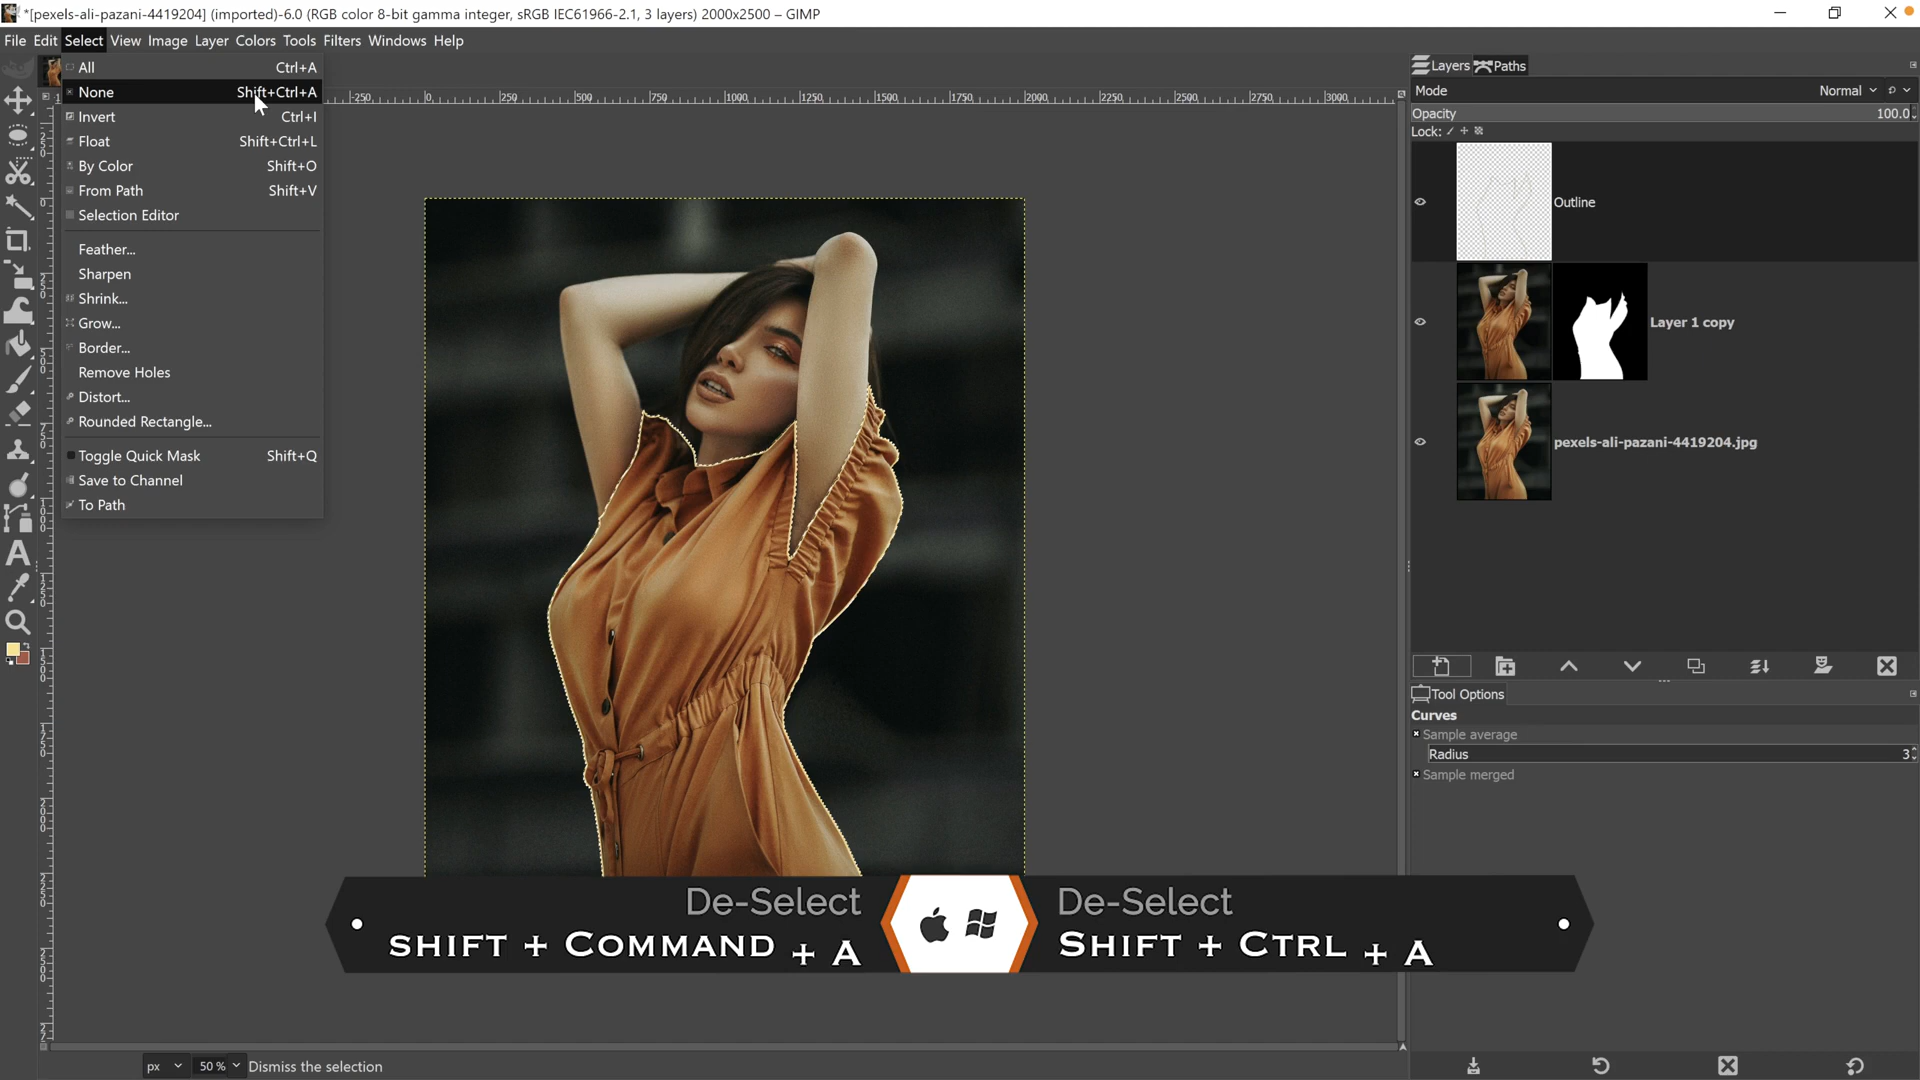 *[pexels-ali-pazani-4419204] (imported)-6.0 (RGB color 8-bit gamma integer, sRGB IEC61966-2.1, 3 layers) 2000x2500 – GIMP
File Edit Select View Image Layer Colors Tools Filters Windows Help
All Ctrl+A
None Shift+Ctrl+A
Invert Ctrl+I
Float Shift+Ctrl+L
By Color Shift+O
From Path Shift+V
Selection Editor
Feather...
Sharpen
Shrink...
Grow...
Border...
Remove Holes
Distort...
Rounded Rectangle...
Toggle Quick Mask Shift+Q
Save to Channel
To Path
-250 0 250 500 750 1000 1250 1500 1750 2000 2250 2500 2750 3000
Layers Paths
Mode Normal
Opacity 100.0
Lock:
Outline
Layer 1 copy
pexels-ali-pazani-4419204.jpg
Tool Options
Curves
Sample average
Radius 3
Sample merged
De-Select
SHIFT + COMMAND + A
De-Select
SHIFT + CTRL + A
px 50 % Dismiss the selection